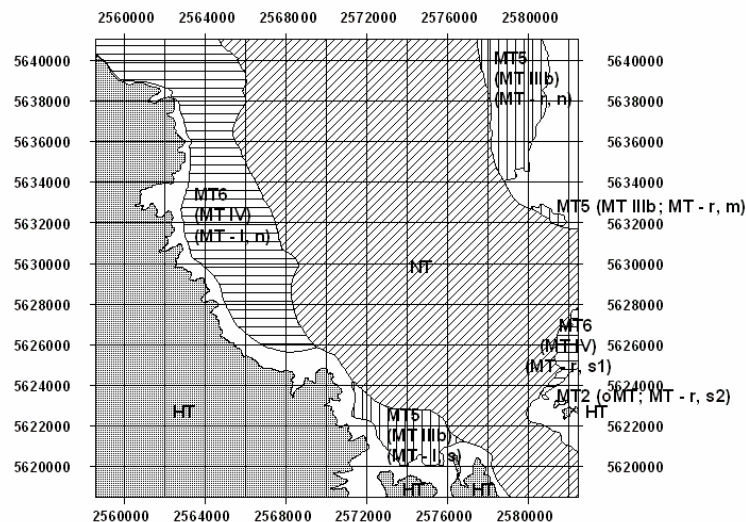 2560000 2564000 2568000 2572000 2576000 2580000
5640000 5640000
MT5
(MT IIIb)
(MT - r, n)
5638000 5638000
5636000 5636000
5634000 5634000
MT6
(MT IV)
(MT - l, n)
MT5 (MT IIIb; MT - r, m)
5632000 5632000
5630000 5630000
NT
5628000 5628000
MT6
(MT IV)
(MT - r, s1)
5626000 5626000
5624000 5624000
MT2 (oMT; MT - r, s2)
HT
HT
MT5
(MT IIIb)
(MT - l, s)
5622000 5622000
5620000 5620000
HT HT
2560000 2564000 2568000 2572000 2576000 2580000